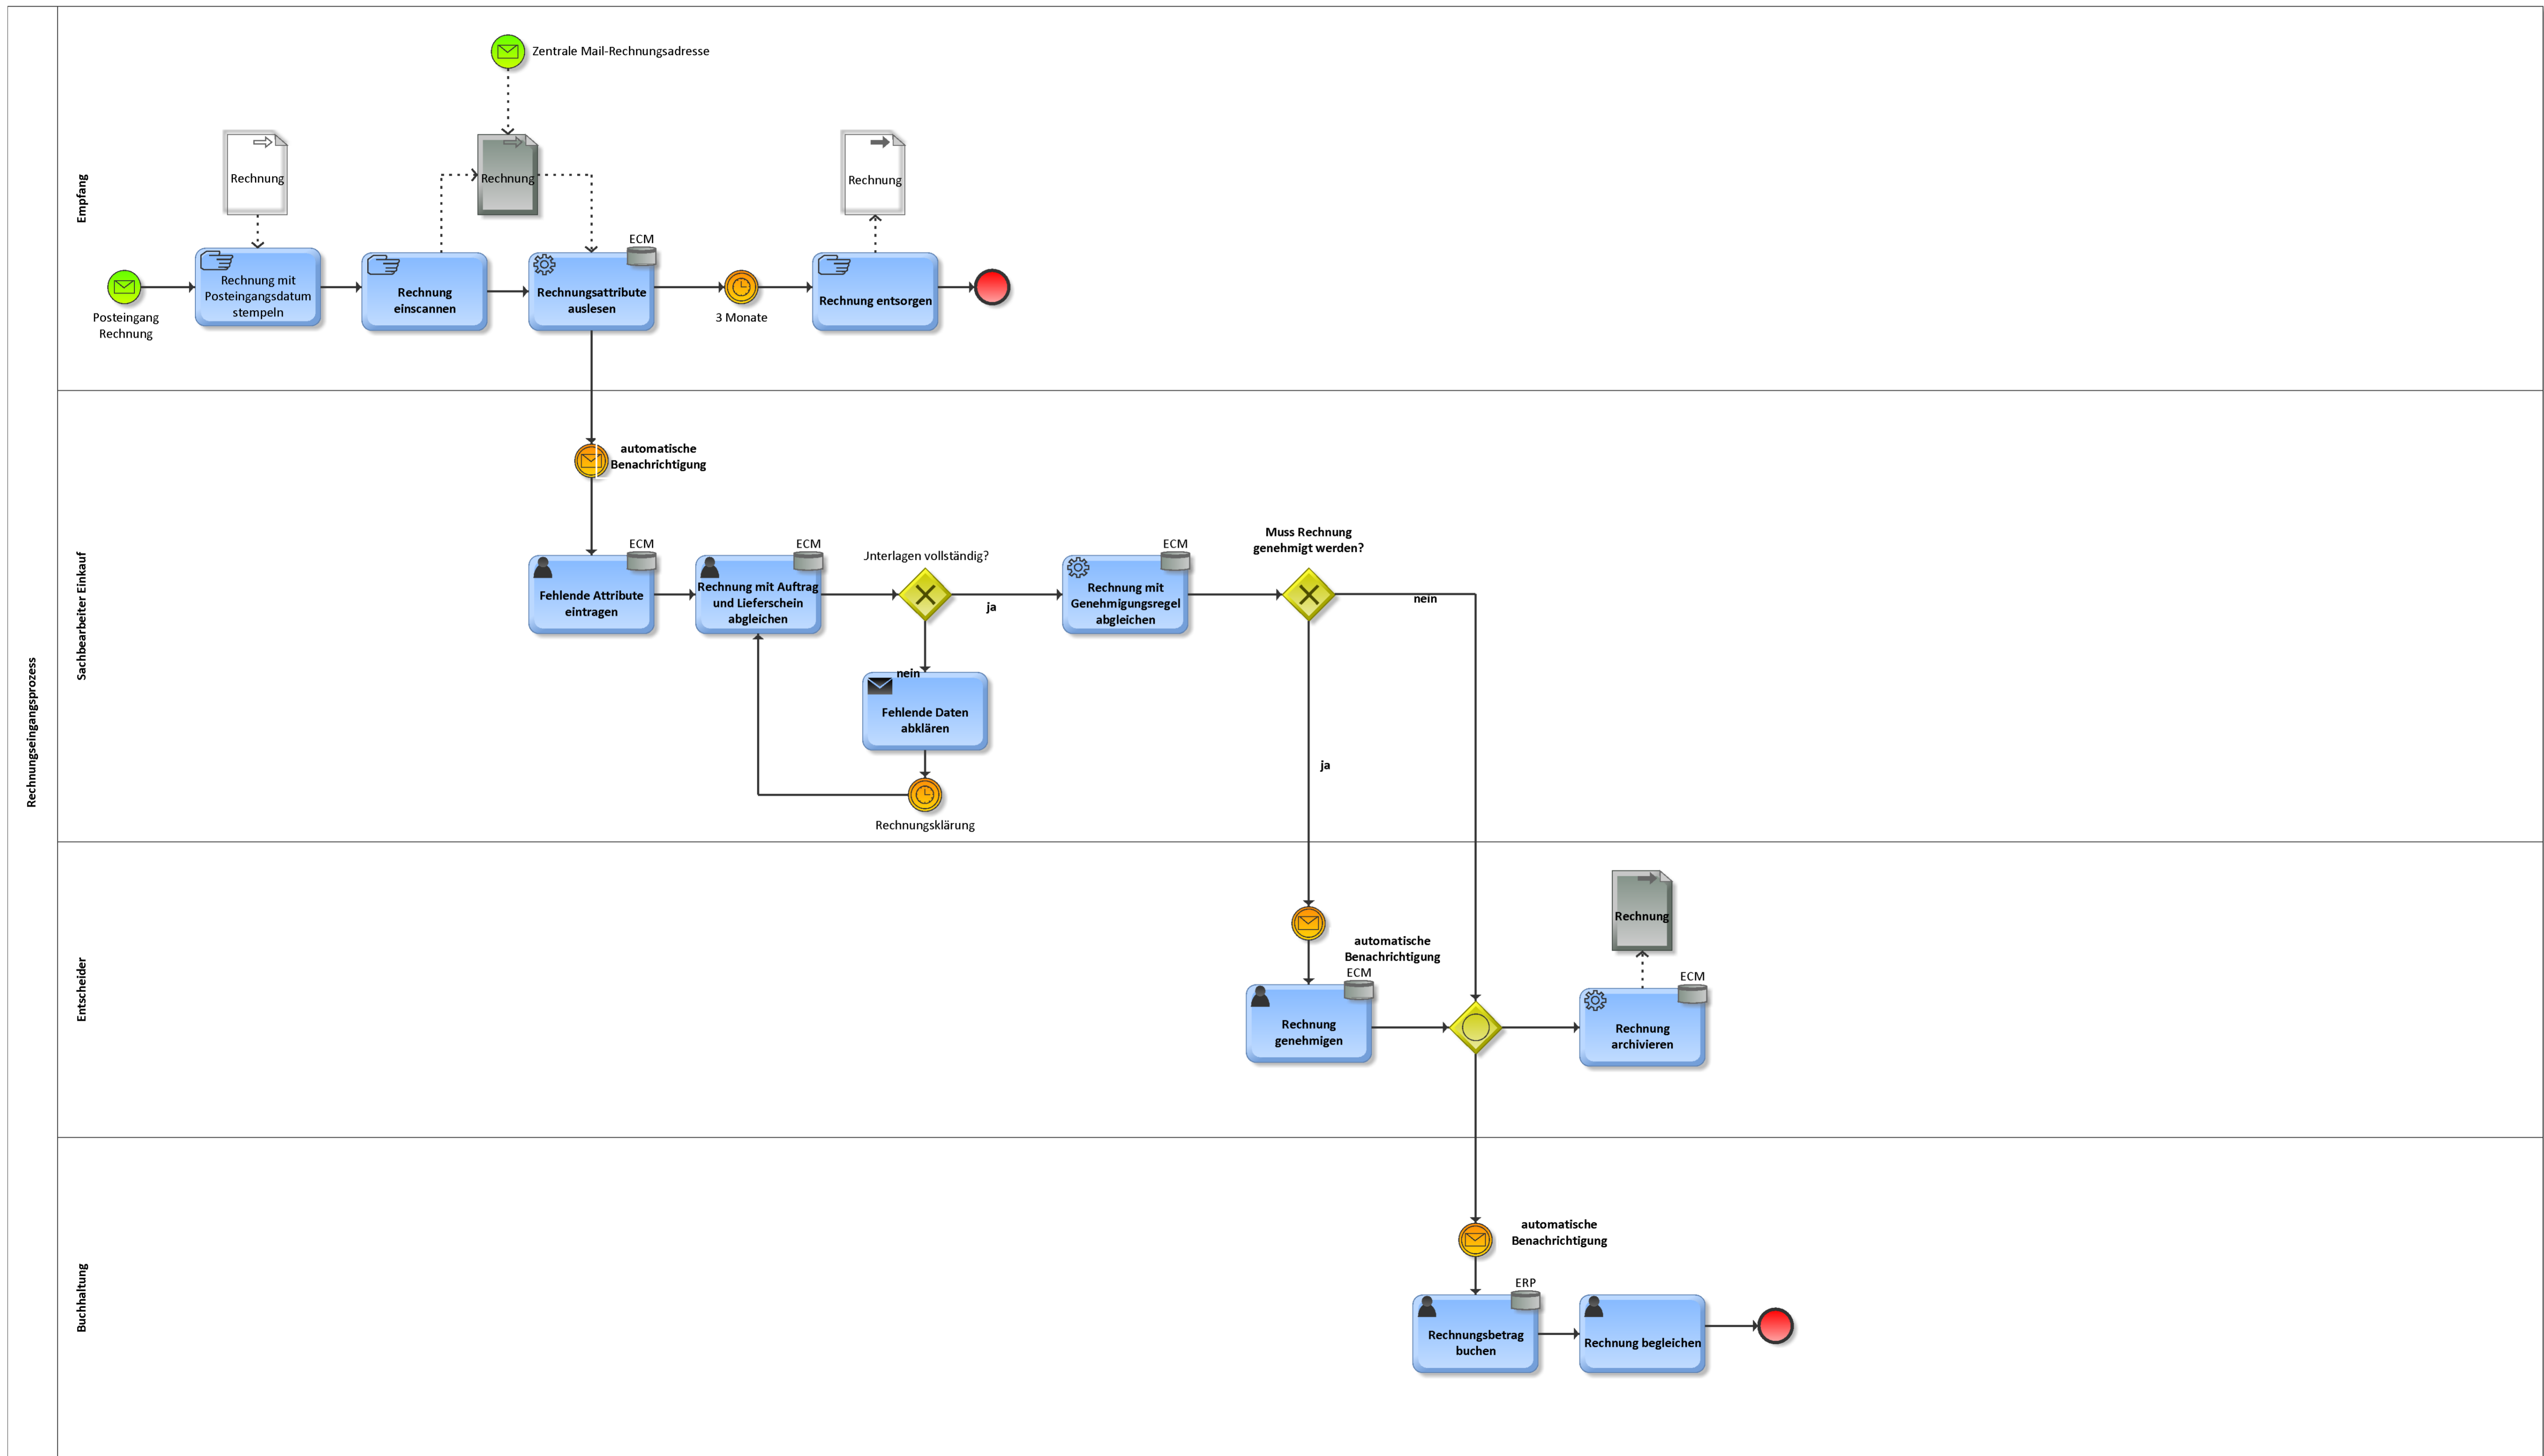 Rechnungseingangsprozess
Empfang
Zentrale Mail-Rechnungsadresse
Rechnung
Rechnung
Rechnung
Posteingang
Rechnung
Rechnung mit
Posteingangsdatum
stempeln
Rechnung
einscannen
ECM
Rechnungsattribute
auslesen
3 Monate
Rechnung entsorgen
Sachbearbeiter Einkauf
automatische
Benachrichtigung
ECM
Fehlende Attribute
eintragen
ECM
Rechnung mit Auftrag
und Lieferschein
abgleichen
Unterlagen vollständig?
ja
nein
Fehlende Daten
abklären
Rechnungsklärung
ECM
Rechnung mit
Genehmigungsregel
abgleichen
Muss Rechnung
genehmigt werden?
nein
ja
Entscheider
automatische
Benachrichtigung
ECM
Rechnung
genehmigen
Rechnung
ECM
Rechnung
archivieren
Buchhaltung
automatische
Benachrichtigung
ERP
Rechnungsbetrag
buchen
Rechnung begleichen